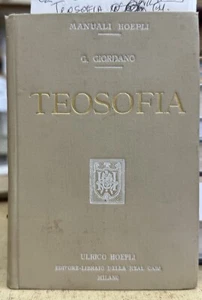 MANUALI HOEPLI
G. GIORDANO
TEOSOFIA
ULRICO HOEPLI
EDITORE-LIBRAIO DELLA REAL CASA
MILANO